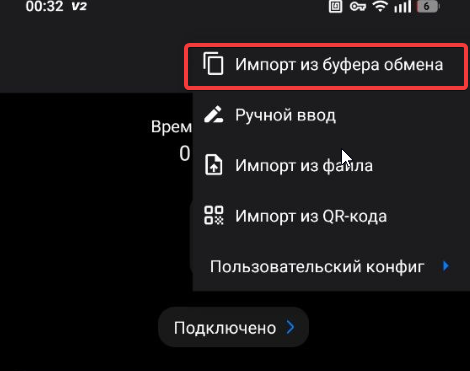 00:32 V2 6
Импорт из буфера обмена
Ручной ввод
Врем
0
Импорт из файла
Импорт из QR-кода
Пользовательский конфиг
Подключено